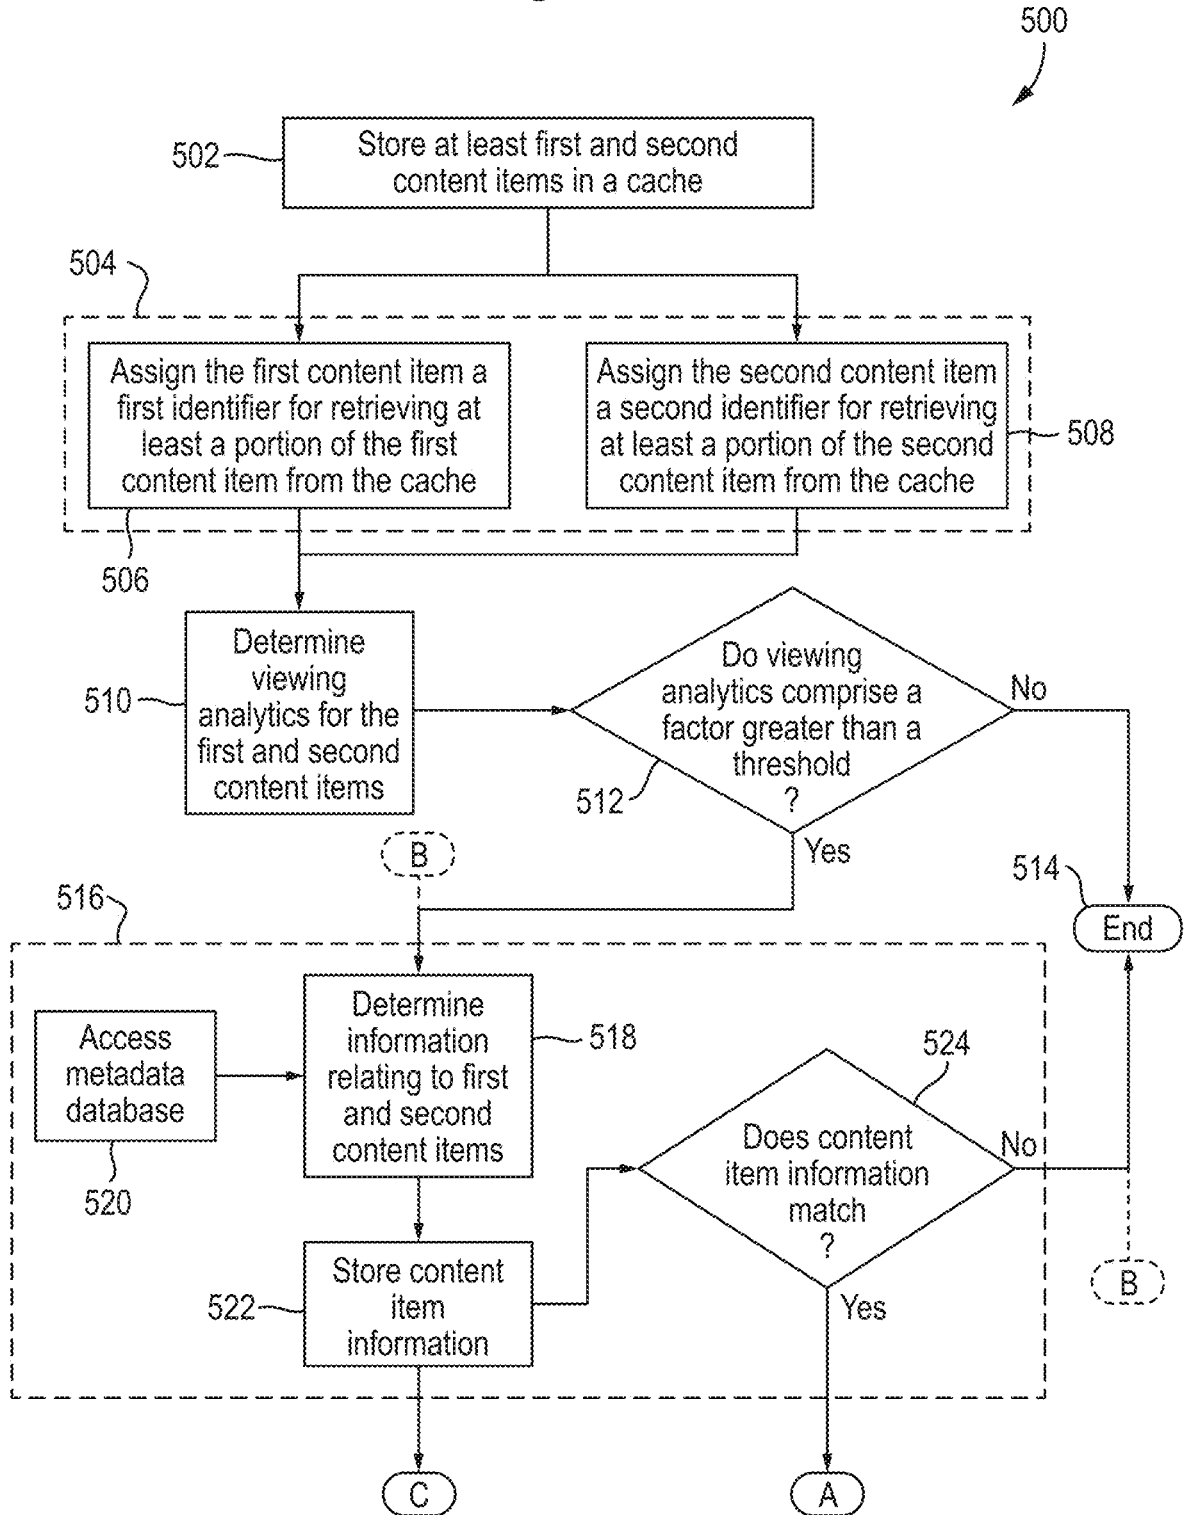 500
502
Store at least first and second
content items in a cache
504
Assign the first content item a
first identifier for retrieving at
least a portion of the first
content item from the cache
506
Assign the second content item
a second identifier for retrieving
at least a portion of the second
content item from the cache
508
510
Determine
viewing
analytics for the
first and second
content items
Do viewing
analytics comprise a
factor greater than a
threshold
?
512
No
Yes
B
514
End
516
Access
metadata
database
520
Determine
information
relating to first
and second
content items
518
524
Does content
item information
match
?
No
Yes
B
522
Store content
item
information
C
A